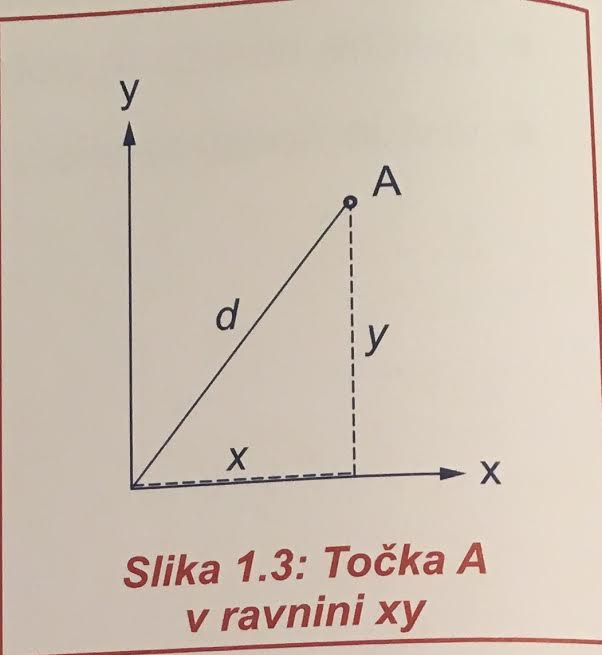 y
A
d
y
x
x
Slika 1.3: Točka A
v ravnini xy